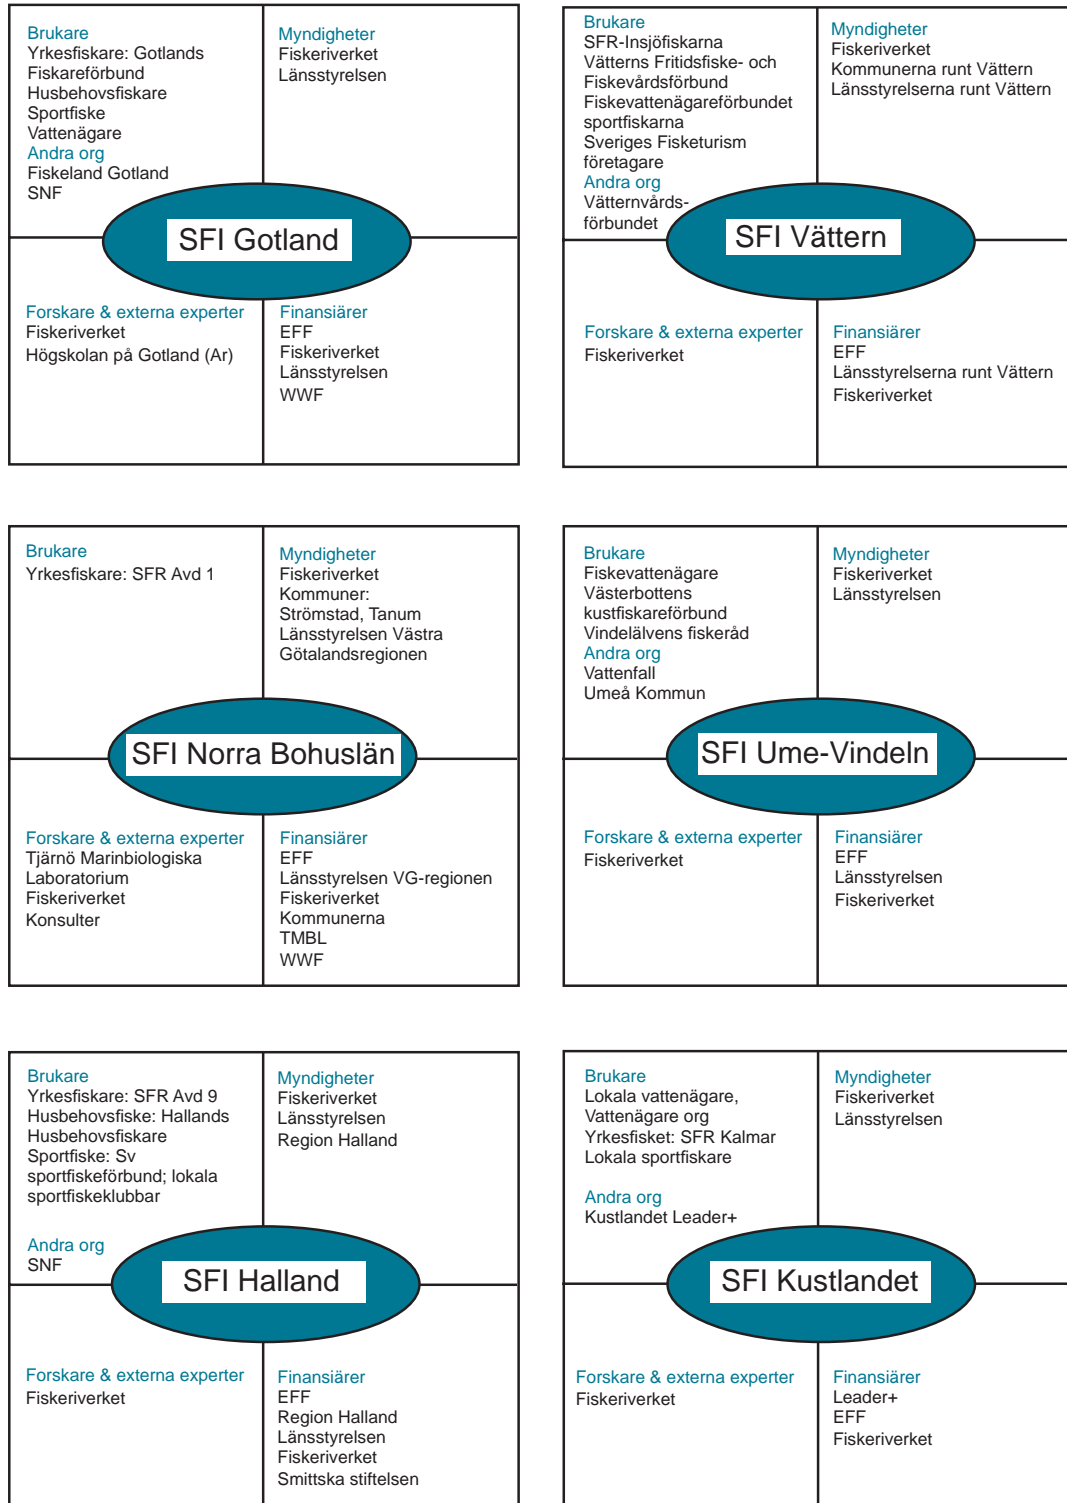 Brukare
Yrkesfiskare: Gotlands
Fiskareförbund
Husbehovsfiskare
Sportfiske
Vattenägare
Andra org
Fiskeland Gotland
SNF
Myndigheter
Fiskeriverket
Länsstyrelsen
SFI Gotland
Forskare & externa experter
Fiskeriverket
Högskolan på Gotland (Ar)
Finansiärer
EFF
Fiskeriverket
Länsstyrelsen
WWF
Brukare
SFR-Insjöfiskarna
Vätterns Fritidsfiske- och
Fiskevårdsförbund
Fiskevattenägareförbundet
sportfiskarna
Sveriges Fisketurism
företagare
Andra org
Vätternvårds-
förbundet
Myndigheter
Fiskeriverket
Kommunerna runt Vättern
Länsstyrelserna runt Vättern
SFI Vättern
Forskare & externa experter
Fiskeriverket
Finansiärer
EFF
Länsstyrelserna runt Vättern
Fiskeriverket
Brukare
Yrkesfiskare: SFR Avd 1
Myndigheter
Fiskeriverket
Kommuner:
Strömstad, Tanum
Länsstyrelsen Västra
Götalandsregionen
SFI Norra Bohuslän
Forskare & externa experter
Tjärnö Marinbiologiska
Laboratorium
Fiskeriverket
Konsulter
Finansiärer
EFF
Länsstyrelsen VG-regionen
Fiskeriverket
Kommunerna
TMBL
WWF
Brukare
Fiskevattenägare
Västerbottens
kustfiskareförbund
Vindelälvens fiskeråd
Andra org
Vattenfall
Umeå Kommun
Myndigheter
Fiskeriverket
Länsstyrelsen
SFI Ume-Vindeln
Forskare & externa experter
Fiskeriverket
Finansiärer
EFF
Länsstyrelsen
Fiskeriverket
Brukare
Yrkesfiskare: SFR Avd 9
Husbehovsfiske: Hallands
Husbehovsfiskare
Sportfiske: Sv
sportfiskeförbund; lokala
sportfiskeklubbar
Andra org
SNF
Myndigheter
Fiskeriverket
Länsstyrelsen
Region Halland
SFI Halland
Forskare & externa experter
Fiskeriverket
Finansiärer
EFF
Region Halland
Länsstyrelsen
Fiskeriverket
Smittska stiftelsen
Brukare
Lokala vattenägare,
Vattenägare org
Yrkesfisket: SFR Kalmar
Lokala sportfiskare
Andra org
Kustlandet Leader+
Myndigheter
Fiskeriverket
Länsstyrelsen
SFI Kustlandet
Forskare & externa experter
Fiskeriverket
Finansiärer
Leader+
EFF
Fiskeriverket